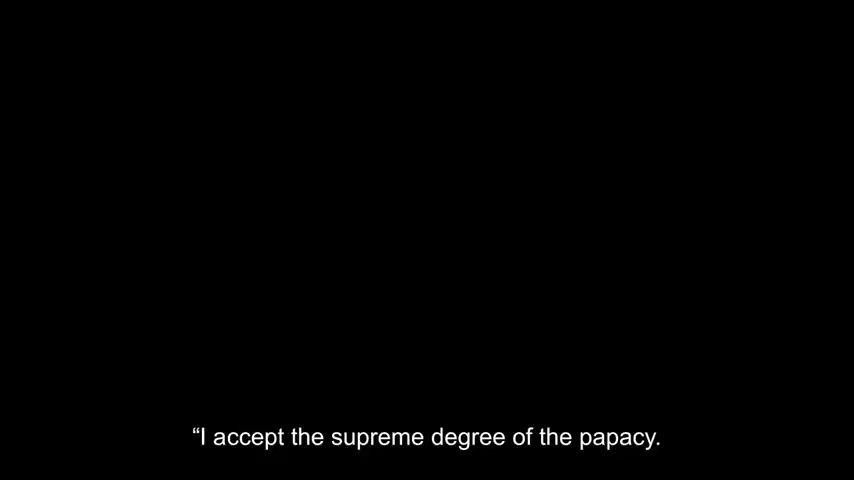 “I accept the supreme degree of the papacy.